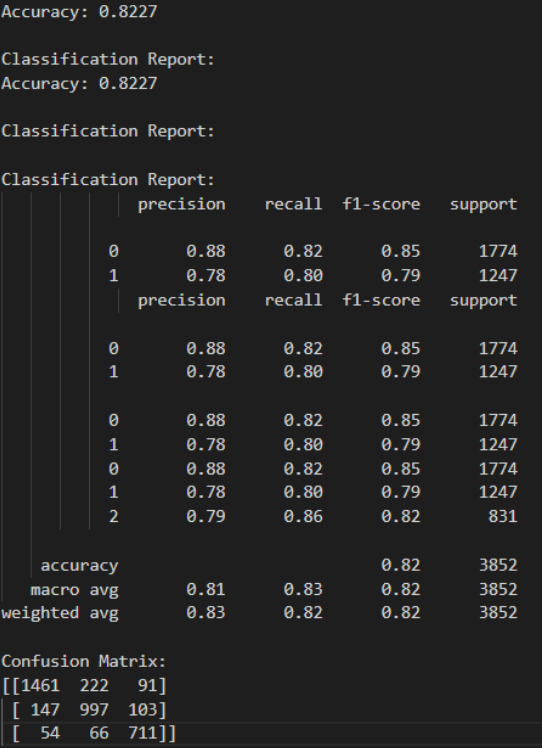 Accuracy: 0.8227
Classification Report:
Accuracy: 0.8227
Classification Report:
Classification Report:
precision recall f1-score support
0 0.88 0.82 0.85 1774
1 0.78 0.80 0.79 1247
precision recall f1-score support
0 0.88 0.82 0.85 1774
1 0.78 0.80 0.79 1247
0 0.88 0.82 0.85 1774
1 0.78 0.80 0.79 1247
0 0.88 0.82 0.85 1774
1 0.78 0.80 0.79 1247
2 0.79 0.86 0.82 831
accuracy 0.82 3852
macro avg 0.81 0.83 0.82 3852
weighted avg 0.83 0.82 0.82 3852
Confusion Matrix:
[[1461 222 91]
[ 147 997 103]
[ 54 66 711]]